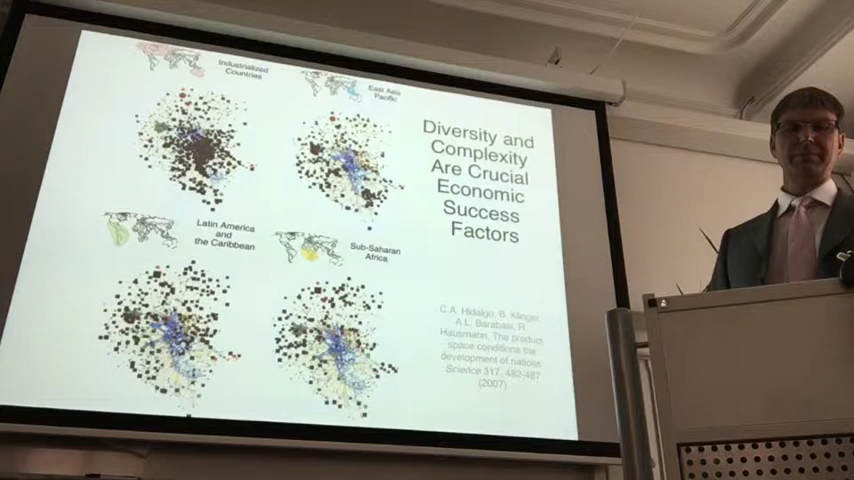 Industrialized
Countries
East Asia
Pacific
Diversity and
Complexity
Are Crucial
Economic
Success
Factors
Latin America
and
the Caribbean
Sub-Saharan
Africa
C.A. Hidalgo, B. Klinger,
A.L. Barabasi, R.
Hausmann, The product
space conditions the
development of nations
Science 317, 482-487
(2007).